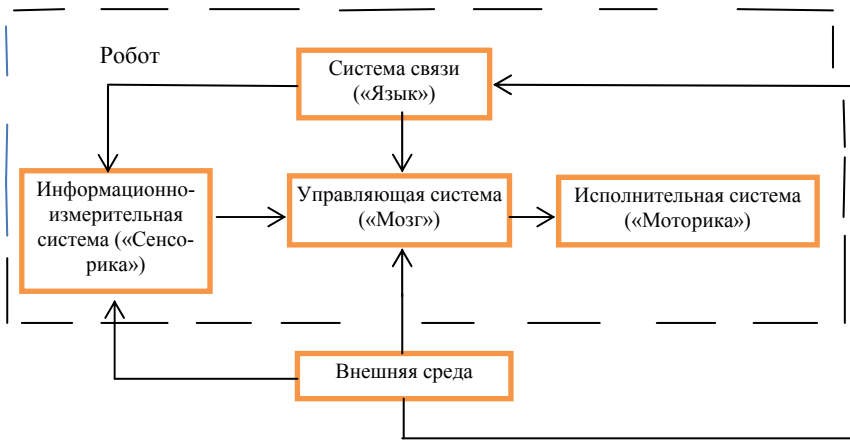 Робот
Система связи
(«Язык»)
Информационно-
измерительная
система («Сенсо-
рика»)
Управляющая система
(«Мозг»)
Исполнительная система
(«Моторика»)
Внешняя среда